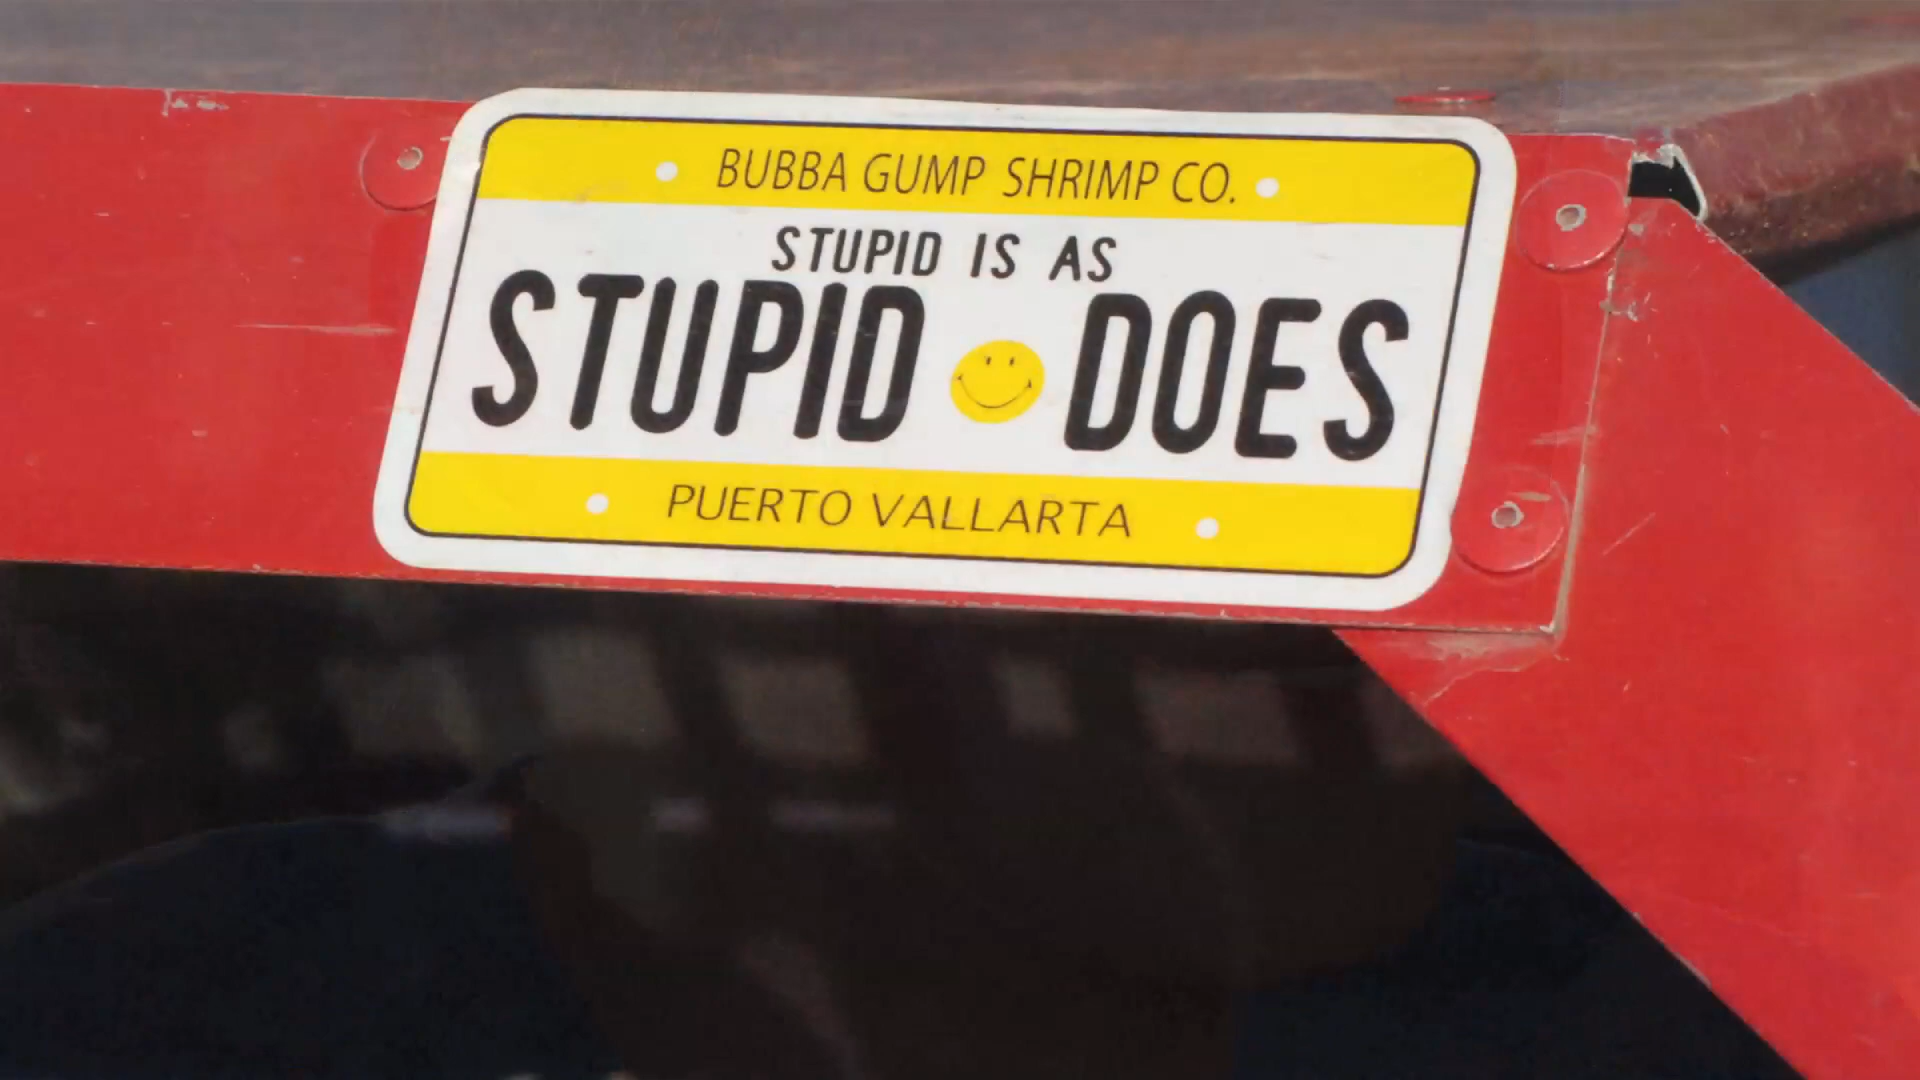 BUBBA GUMP SHRIMP CO.
STUPID IS AS
STUPID DOES
PUERTO VALLARTA